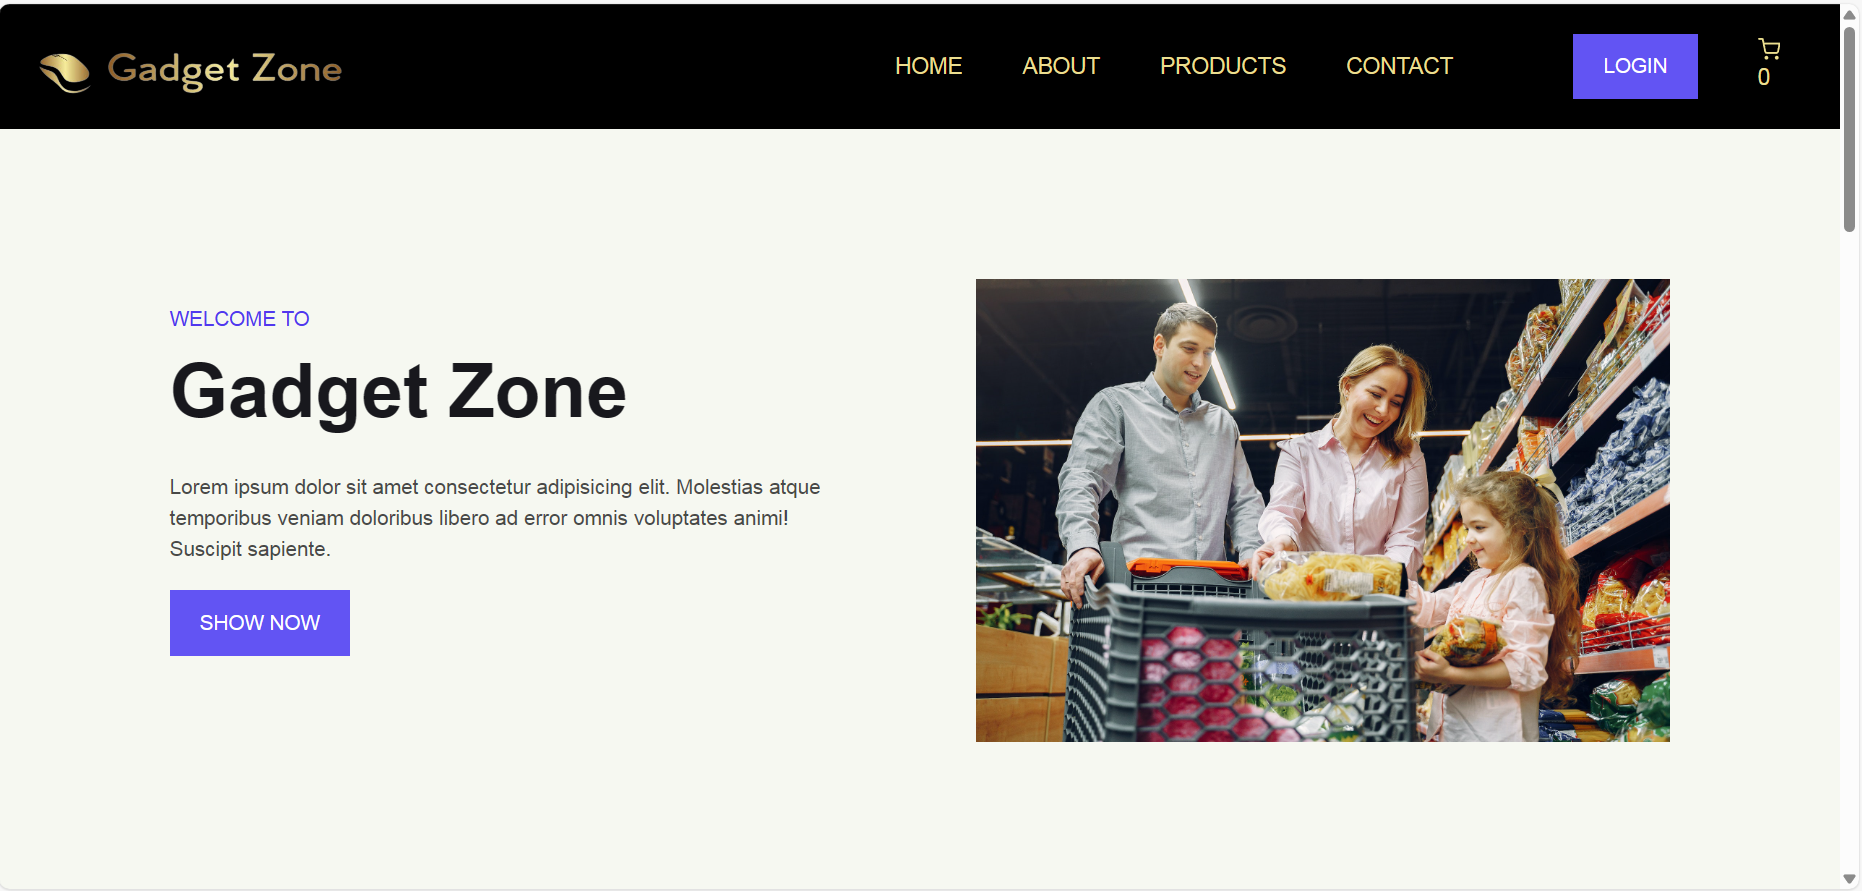 Gadget Zone
HOME ABOUT PRODUCTS CONTACT
LOGIN
0
WELCOME TO
Gadget Zone
Lorem ipsum dolor sit amet consectetur adipisicing elit. Molestias atque
temporibus veniam doloribus libero ad error omnis voluptates animi!
Suscipit sapiente.
SHOW NOW